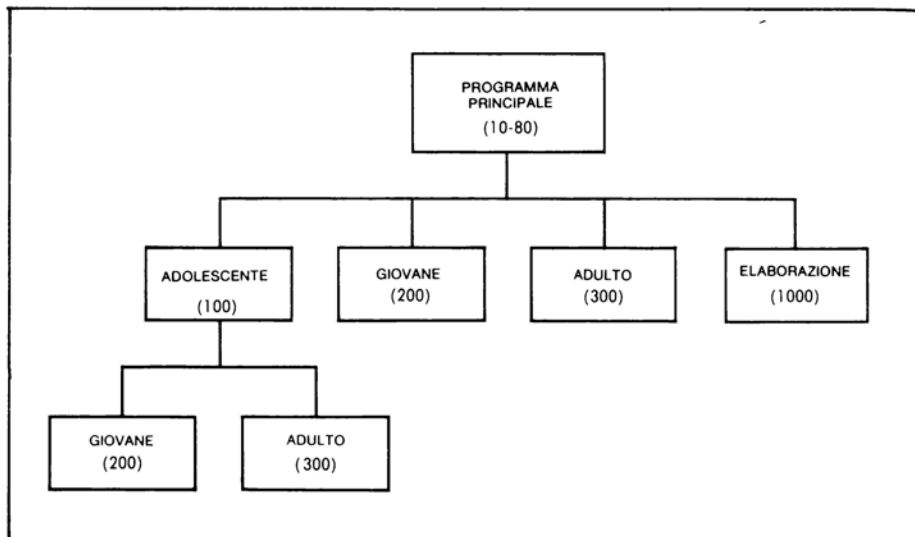 PROGRAMMA
PRINCIPALE
(10-80)
ADOLESCENTE
(100)
GIOVANE
(200)
ADULTO
(300)
ELABORAZIONE
(1000)
GIOVANE
(200)
ADULTO
(300)